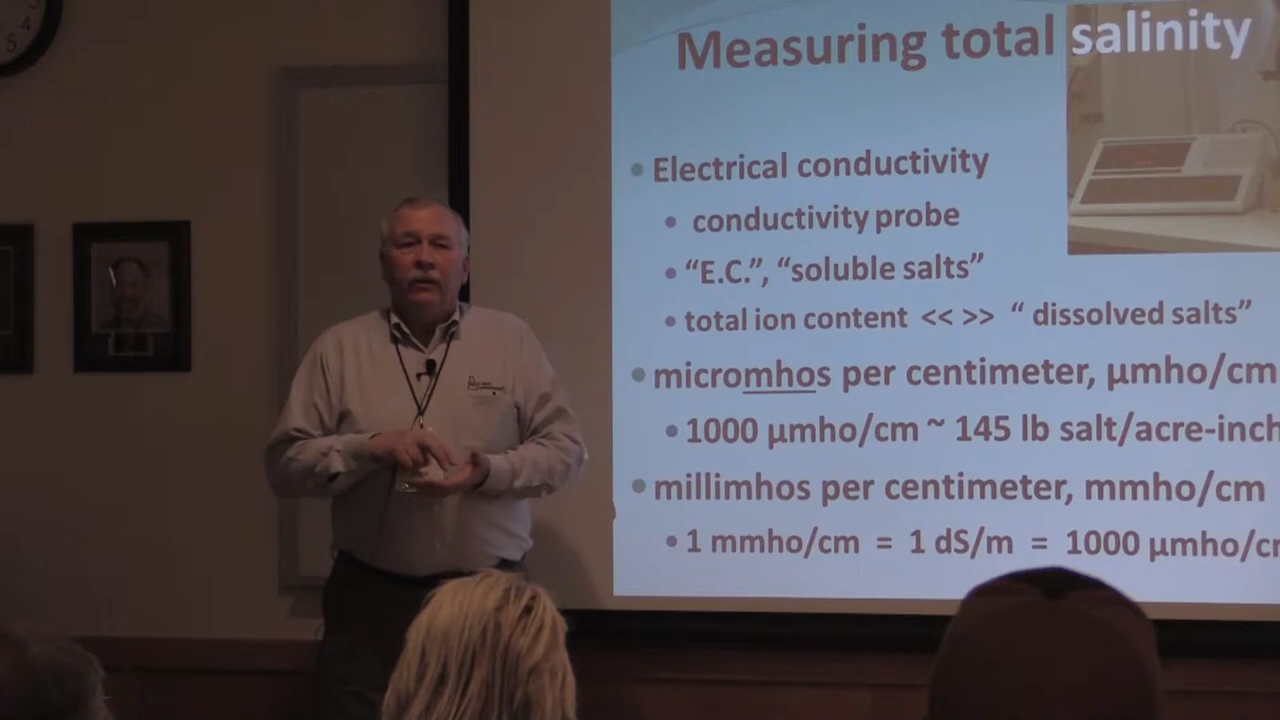 Measuring total salinity
Electrical conductivity
conductivity probe
“E.C.”, “soluble salts”
total ion content << >> “ dissolved salts”
micromhos per centimeter, µmho/cm
1000 µmho/cm ~ 145 lb salt/acre-inch
millimhos per centimeter, mmho/cm
1 mmho/cm = 1 dS/m = 1000 µmho/cm
4
5